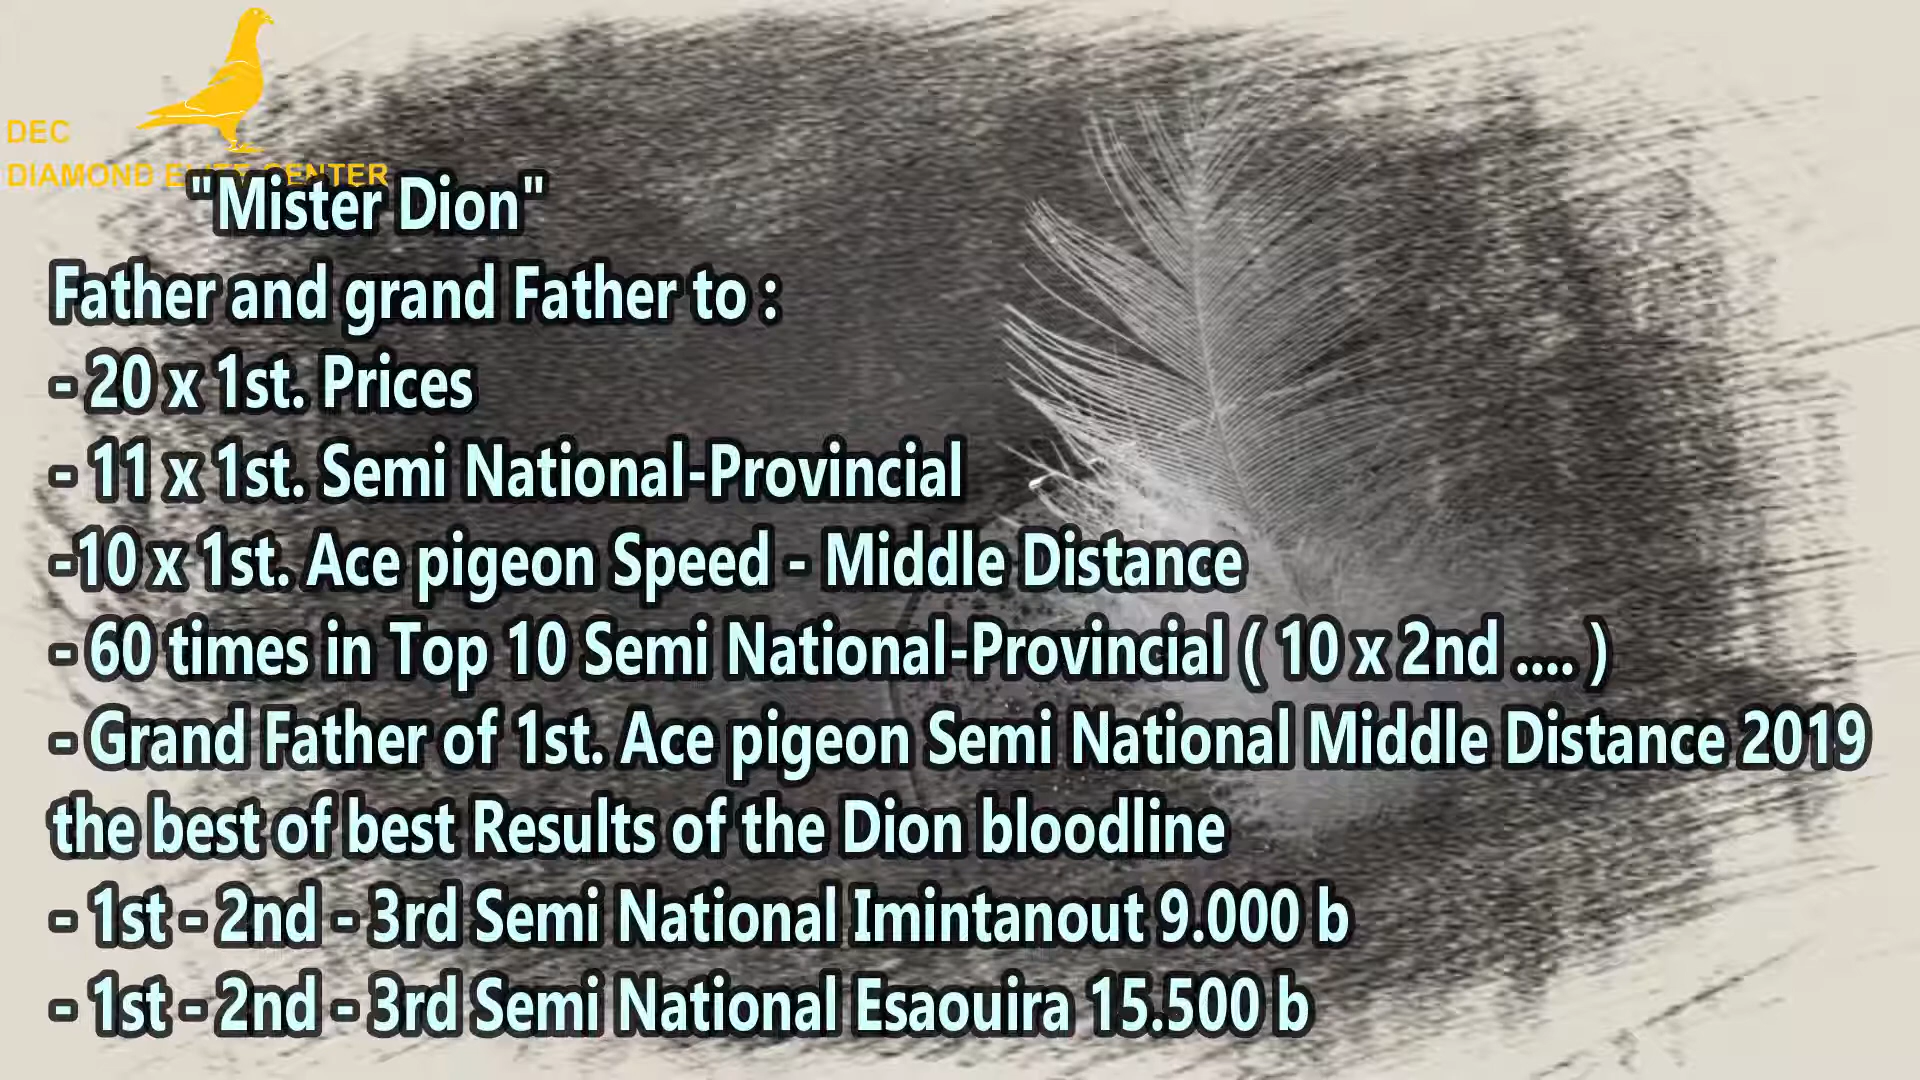 DEC
DIAMOND ELITE CENTER
"Mister Dion"
Father and grand Father to :
- 20 x 1st. Prices
- 11 x 1st. Semi National-Provincial
-10 x 1st. Ace pigeon Speed - Middle Distance
- 60 times in Top 10 Semi National-Provincial ( 10 x 2nd .... )
- Grand Father of 1st. Ace pigeon Semi National Middle Distance 2019
the best of best Results of the Dion bloodline
- 1st - 2nd - 3rd Semi National Imintanout 9.000 b
- 1st - 2nd - 3rd Semi National Esaouira 15.500 b